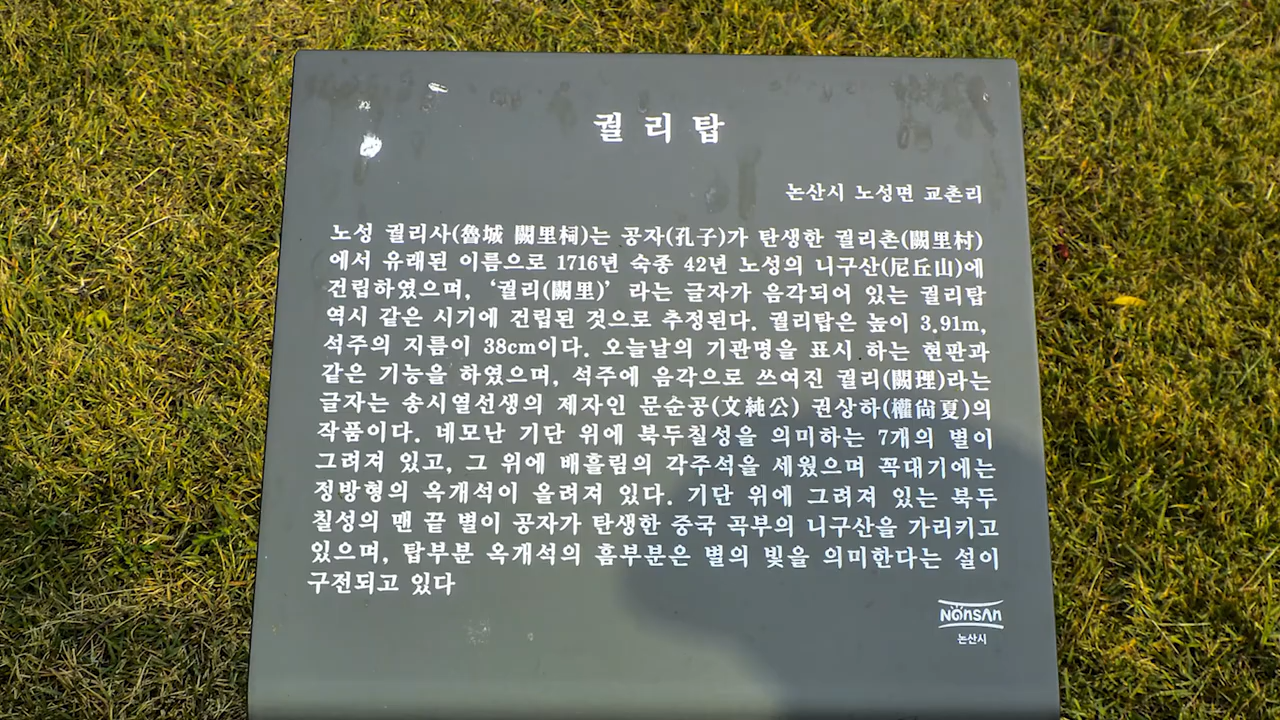 궐리탑
논산시 노성면 교촌리
노성 궐리사(魯城 闕里祠)는 공자(孔子)가 탄생한 궐리촌(闕里村)
에서 유래된 이름으로 1716년 숙종 42년 노성의 니구산(尼丘山)에
건립하였으며, ‘궐리(闕里)’ 라는 글자가 음각되어 있는 궐리탑
역시 같은 시기에 건립된 것으로 추정된다. 궐리탑은 높이 3.91m,
석주의 지름이 38cm이다. 오늘날의 기관명을 표시 하는 현판과
같은 기능을 하였으며, 석주에 음각으로 쓰여진 궐리(闕理)라는
글자는 송시열선생의 제자인 문순공(文純公) 권상하(權尙夏)의
작품이다. 네모난 기단 위에 북두칠성을 의미하는 7개의 별이
그려져 있고, 그 위에 배흘림의 각주석을 세웠으며 꼭대기에는
정방형의 옥개석이 올려져 있다. 기단 위에 그려져 있는 북두
칠성의 맨 끝 별이 공자가 탄생한 중국 곡부의 니구산을 가리키고
있으며, 탑부분 옥개석의 홈부분은 별의 빛을 의미한다는 설이
구전되고 있다
NONSAN
논산시